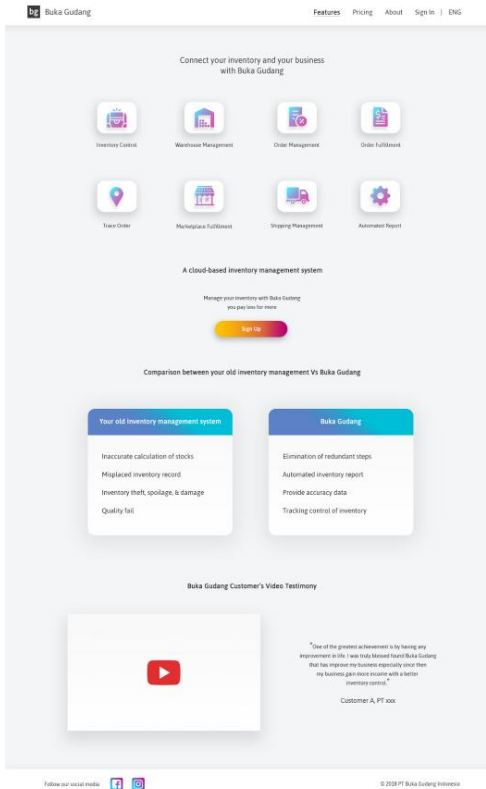 bg Buka Gudang
Features Pricing About Sign In | ENG
Connect your inventory and your business
with Buka Gudang
Inventory Control
Warehouse Management
Order Management
Order Fulfillment
Trace Order
Marketplace Fulfillment
Shipping Management
Automated Report
A cloud-based inventory management system
Manage your inventory with Buka Gudang
you pay less for more
Sign Up
Comparison between your old inventory management Vs Buka Gudang
Your old inventory management system
Inaccurate calculation of stocks
Misplaced inventory record
Inventory theft, spoilage, & damage
Quality fail
Buka Gudang
Elimination of redundant steps
Automated inventory report
Provide accuracy data
Tracking control of inventory
Buka Gudang Customer's Video Testimony
"One of the greatest achievement is by having any
improvement in life. I was truly blessed found Buka Gudang
that has improve my business especially since then
my business gain more income with a better
inventory control."
Customer A, PT xxx
Follow our social media:
© 2018 PT Buka Gudang Indonesia